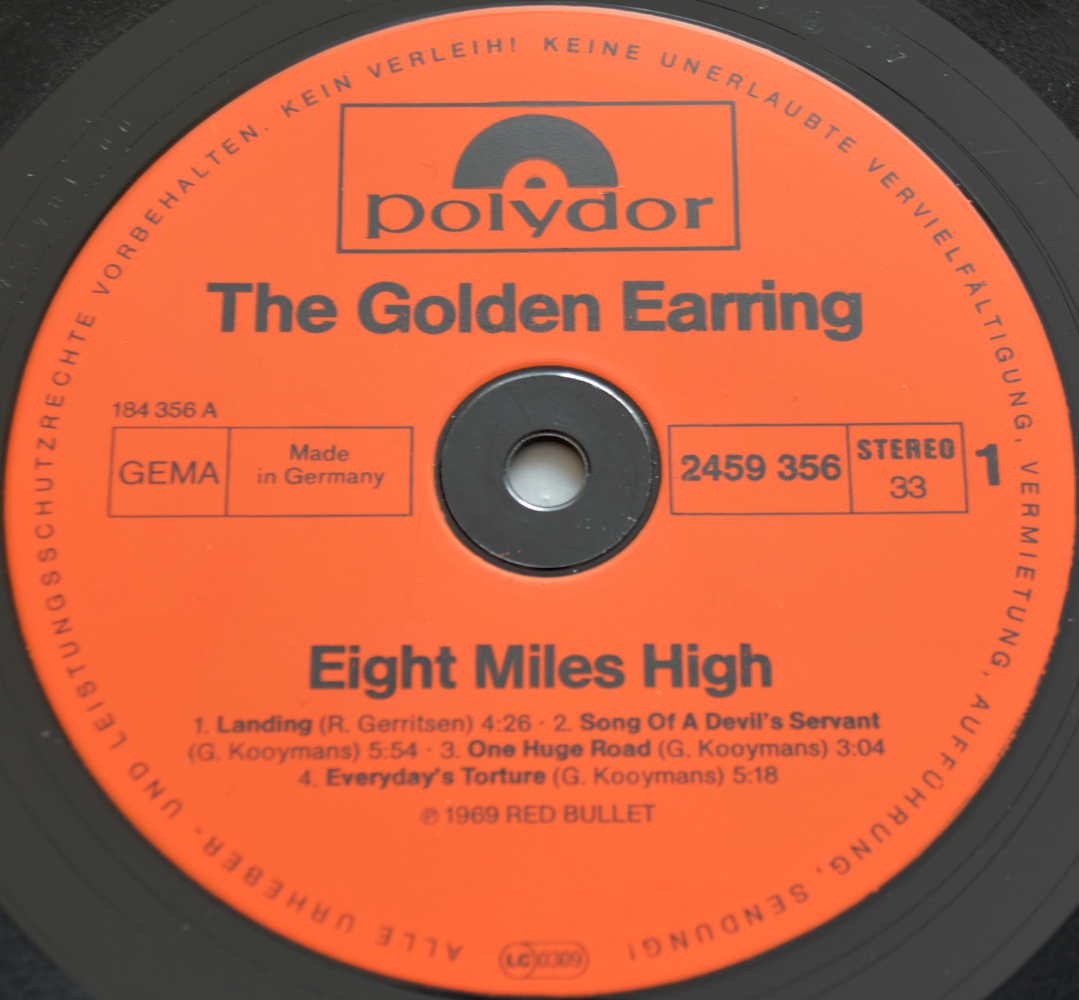 ALLE URHEBER- UND LEISTUNGSSCHUTZRECHTE VORBEHALTEN. KEIN VERLEIH! KEINE UNERLAUBTE VERVIELFÄLTIGUNG, VERMIETUNG, AUFFÜHRUNG, SENDUNG!
polydor
The Golden Earring
184 356 A
GEMA
Made
in Germany
2459 356
STEREO
33
1
Eight Miles High
1. Landing (R. Gerritsen) 4:26 · 2. Song Of A Devil's Servant
(G. Kooymans) 5:54 · 3. One Huge Road (G. Kooymans) 3:04
4. Everyday's Torture (G. Kooymans) 5:18
℗ 1969 RED BULLET
LC 0309